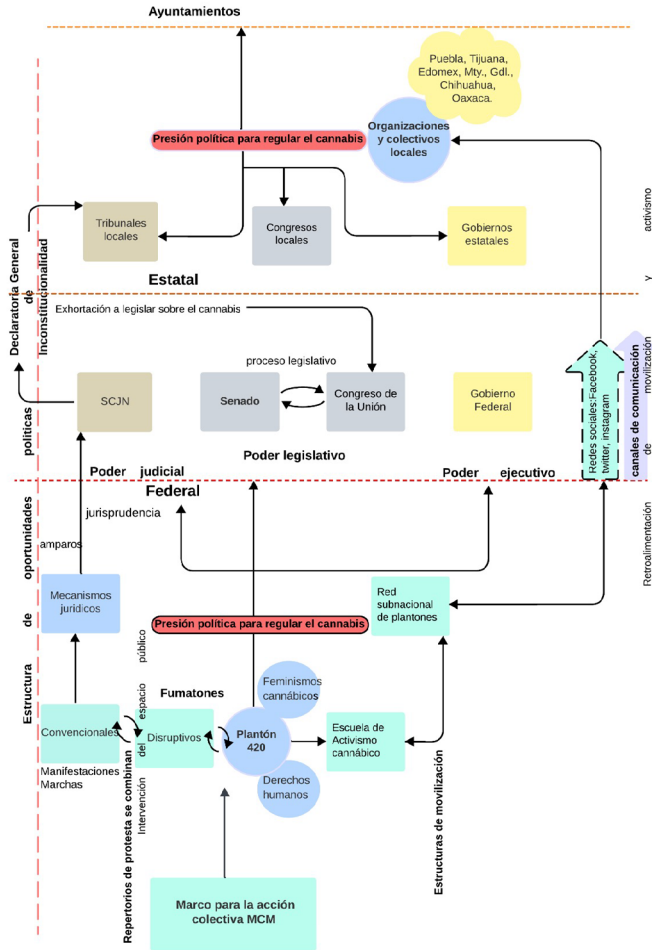 Ayuntamientos
Puebla, Tijuana,
Edomex, Mty., Gdl.,
Chihuahua,
Oaxaca.
Presión política para regular el cannabis
Organizaciones
y colectivos
locales
Tribunales
locales
Congresos
locales
Gobiernos
estatales
Estatal
Declaratoria General
de
Inconstitucionalidad
Exhortación a legislar sobre el cannabis
proceso legislativo
SCJN
Senado
Congreso de
la Unión
Gobierno
Federal
Redes sociales:Facebook,
twitter, instagram
canales de comunicación
Poder legislativo
Poder judicial
Poder ejecutivo
Federal
jurisprudencia
amparos
Mecanismos
juridicos
Red
subnacional
de plantones
Presión política para regular el cannabis
Fumatones
Feminismos
cannábicos
Convencionales
Disruptivos
Plantón
420
Escuela de
Activismo
cannábico
Derechos
humanos
Manifestaciones
Marchas
Intervención del espacio público
Repertorios de protesta se combinan
Estructuras de movilización
Estructura de oportunidades políticas
Retroalimentación de movilización y activismo
Marco para la acción
colectiva MCM